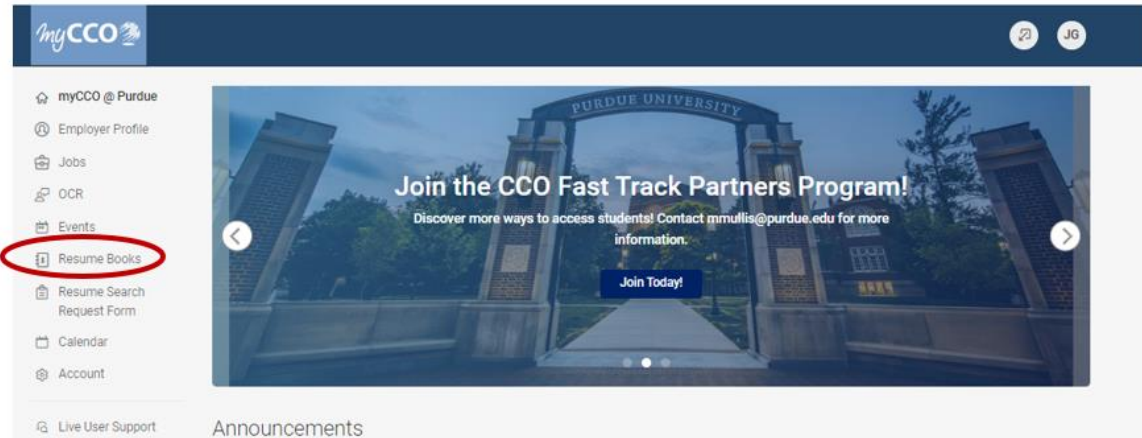 myCCO
JG
myCCO @ Purdue
Employer Profile
Jobs
OCR
Events
Resume Books
Resume Search
Request Form
Calendar
Account
Live User Support
PURDUE UNIVERSITY
Join the CCO Fast Track Partners Program!
Discover more ways to access students! Contact mmullis@purdue.edu for more
information.
Join Today!
Announcements